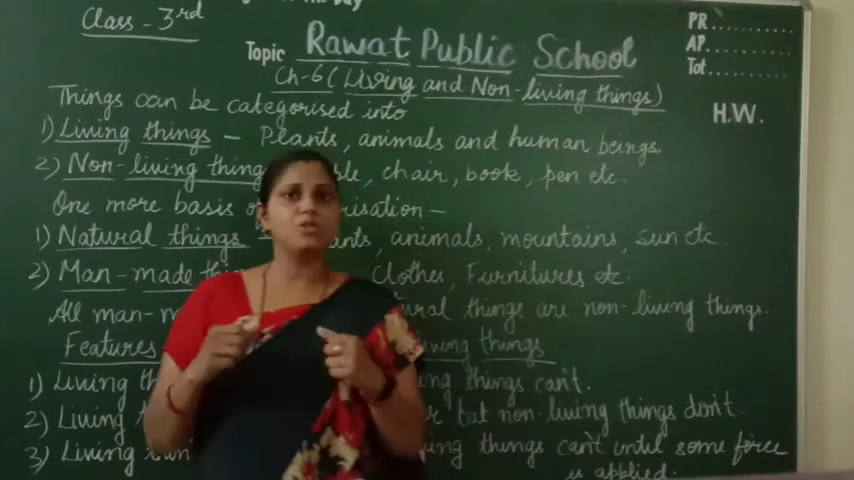 the Day
Class - 3rd
PR
AP
Tot
Topic Rawat Public School
Ch-6 (Living and Non-living things)
H.W.
Things can be categorised into
1) Living things - Plants, animals and human beings.
2) Non-living thing , chair, book, pen etc.
One more basis isation -
1) Natural things animals, mountains, Sun etc.
2) Man-made Clothes, Furnitures etc.
All man- things are non-living things.
Features things
1) Living things can't.
2) Living but non-living things don't.
3) Living things can't until some force
is applied.